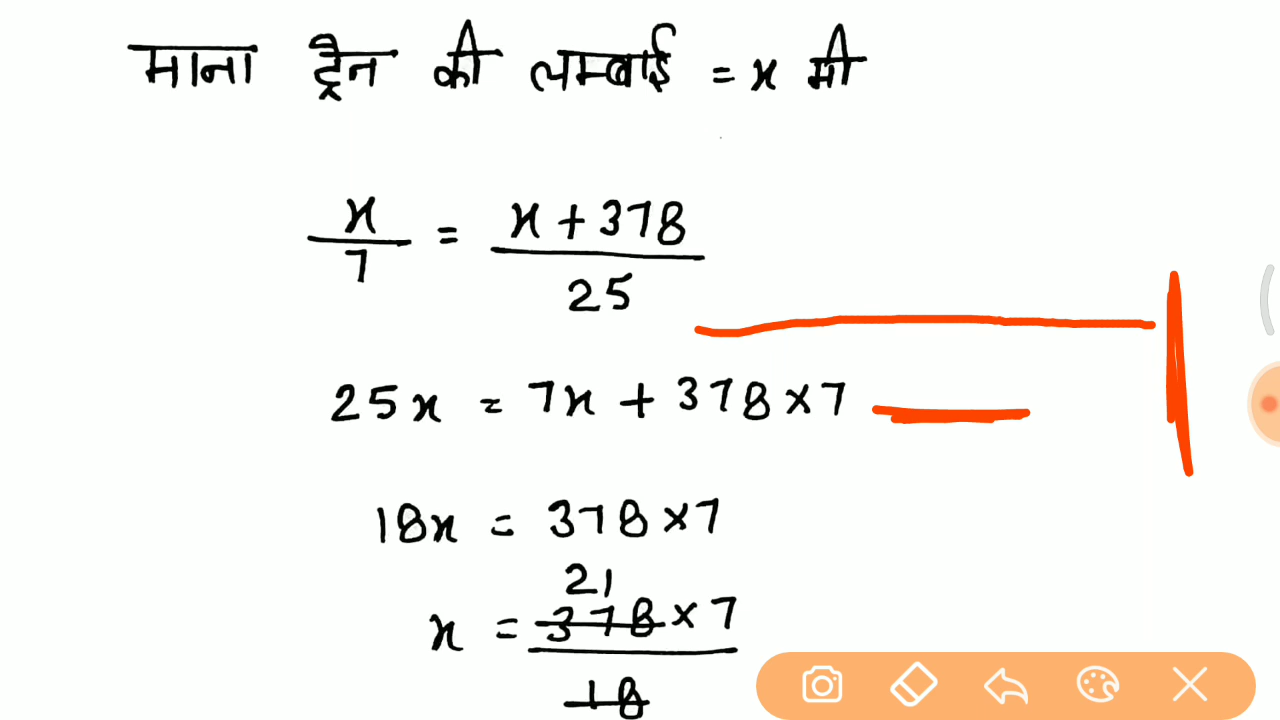 माना ट्रैन की लम्बाई = x मी
x/7 = x + 378/25
25x = 7x + 378 × 7
18x = 378 × 7
21
x = 378 × 7/18